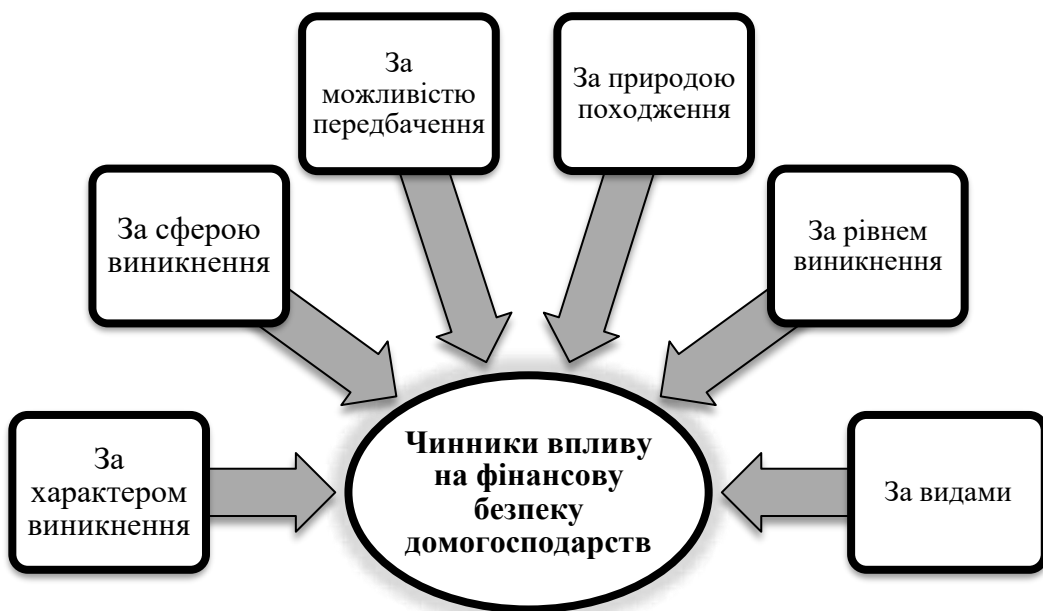 За
можливістю
передбачення
За природою
походження
За сферою
виникнення
За рівнем
виникнення
За
характером
виникнення
Чинники впливу
на фінансову
безпеку
домогосподарств
За видами